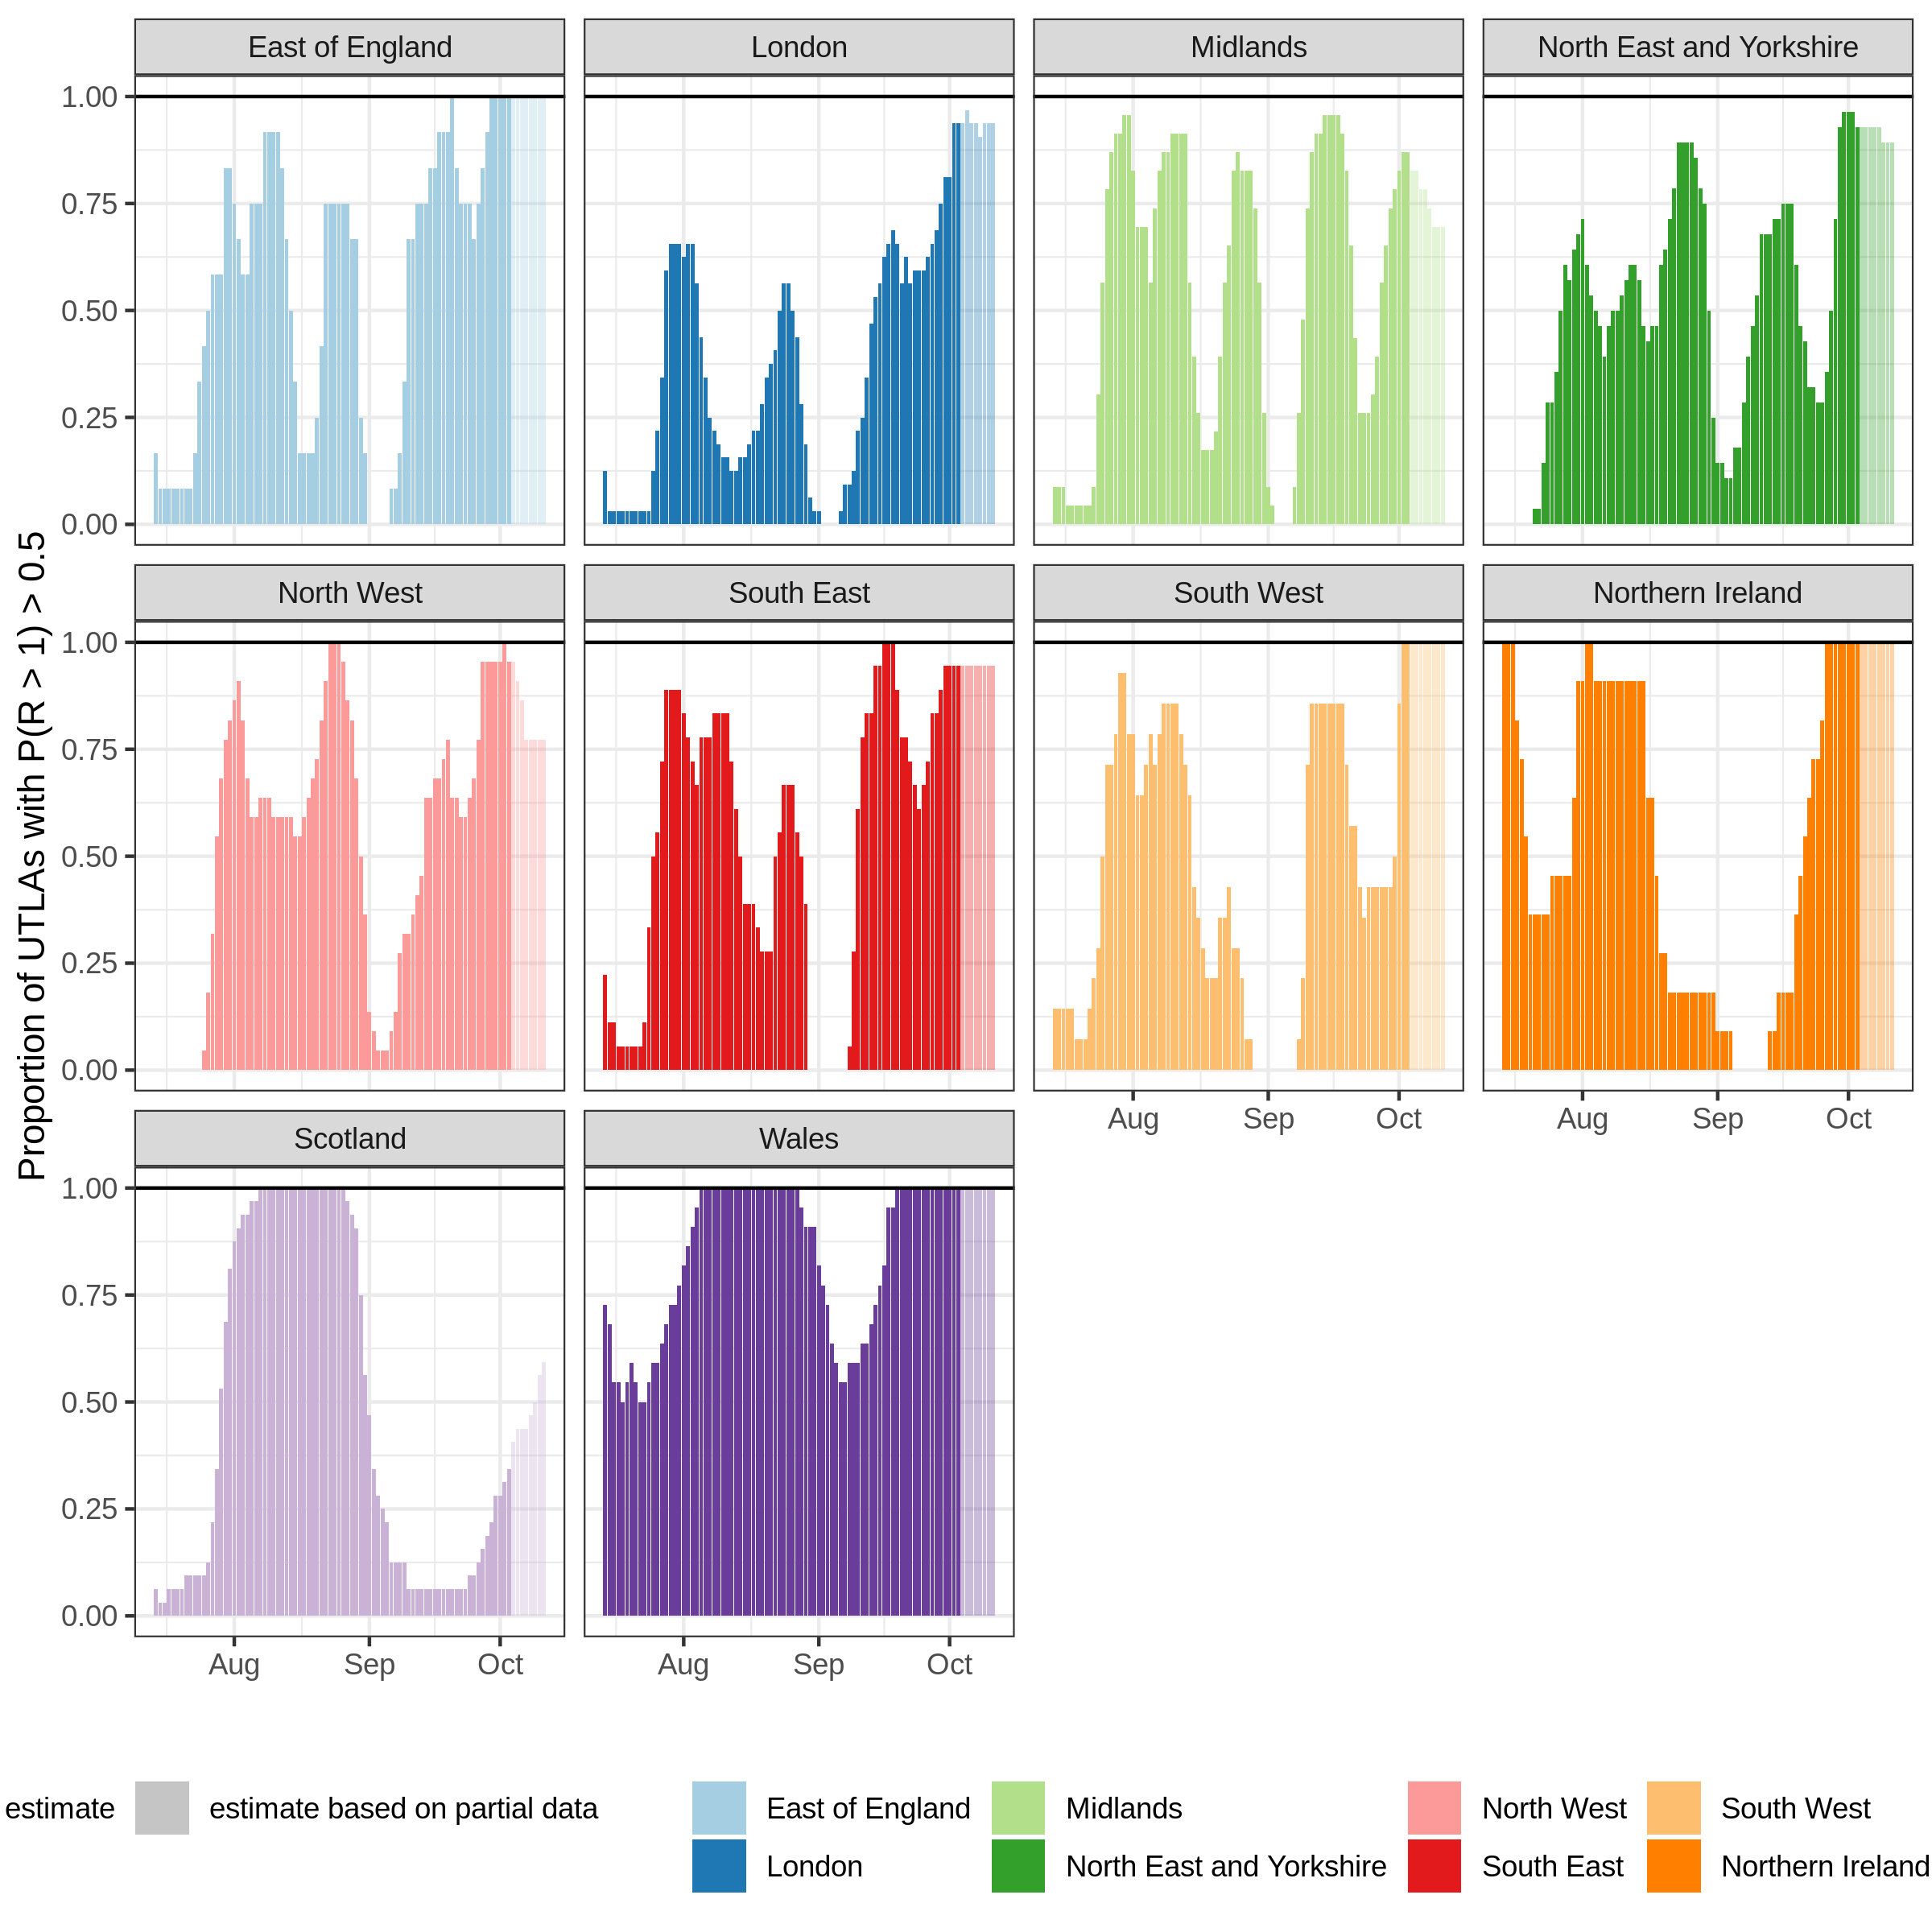 East of England London Midlands North East and Yorkshire
1.00
0.75
0.50
0.25
0.00
North West South East South West Northern Ireland
1.00
0.75
0.50
0.25
0.00
Aug Sep Oct Aug Sep Oct
Scotland Wales
1.00
0.75
0.50
0.25
0.00
Aug Sep Oct Aug Sep Oct
Proportion of UTLAs with P(R > 1) > 0.5
estimate estimate based on partial data East of England Midlands North West South West
London North East and Yorkshire South East Northern Ireland